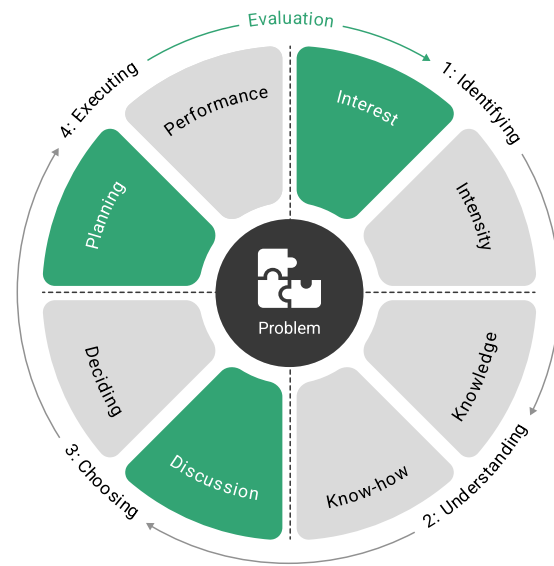 Evaluation
1: Identifying
Interest
Intensity
2: Understanding
Knowledge
Know-how
3: Choosing
Discussion
Deciding
4: Executing
Planning
Performance
Problem